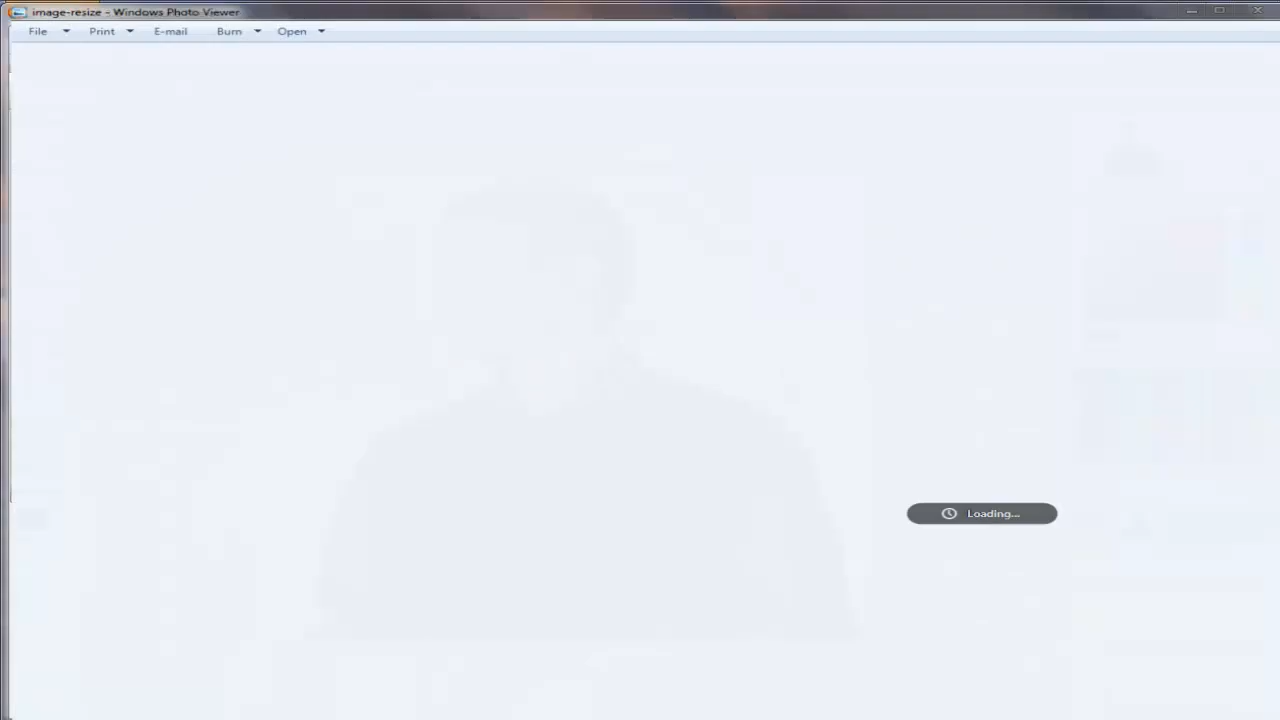 image-resize - Windows Photo Viewer
File Print E-mail Burn Open
Loading...